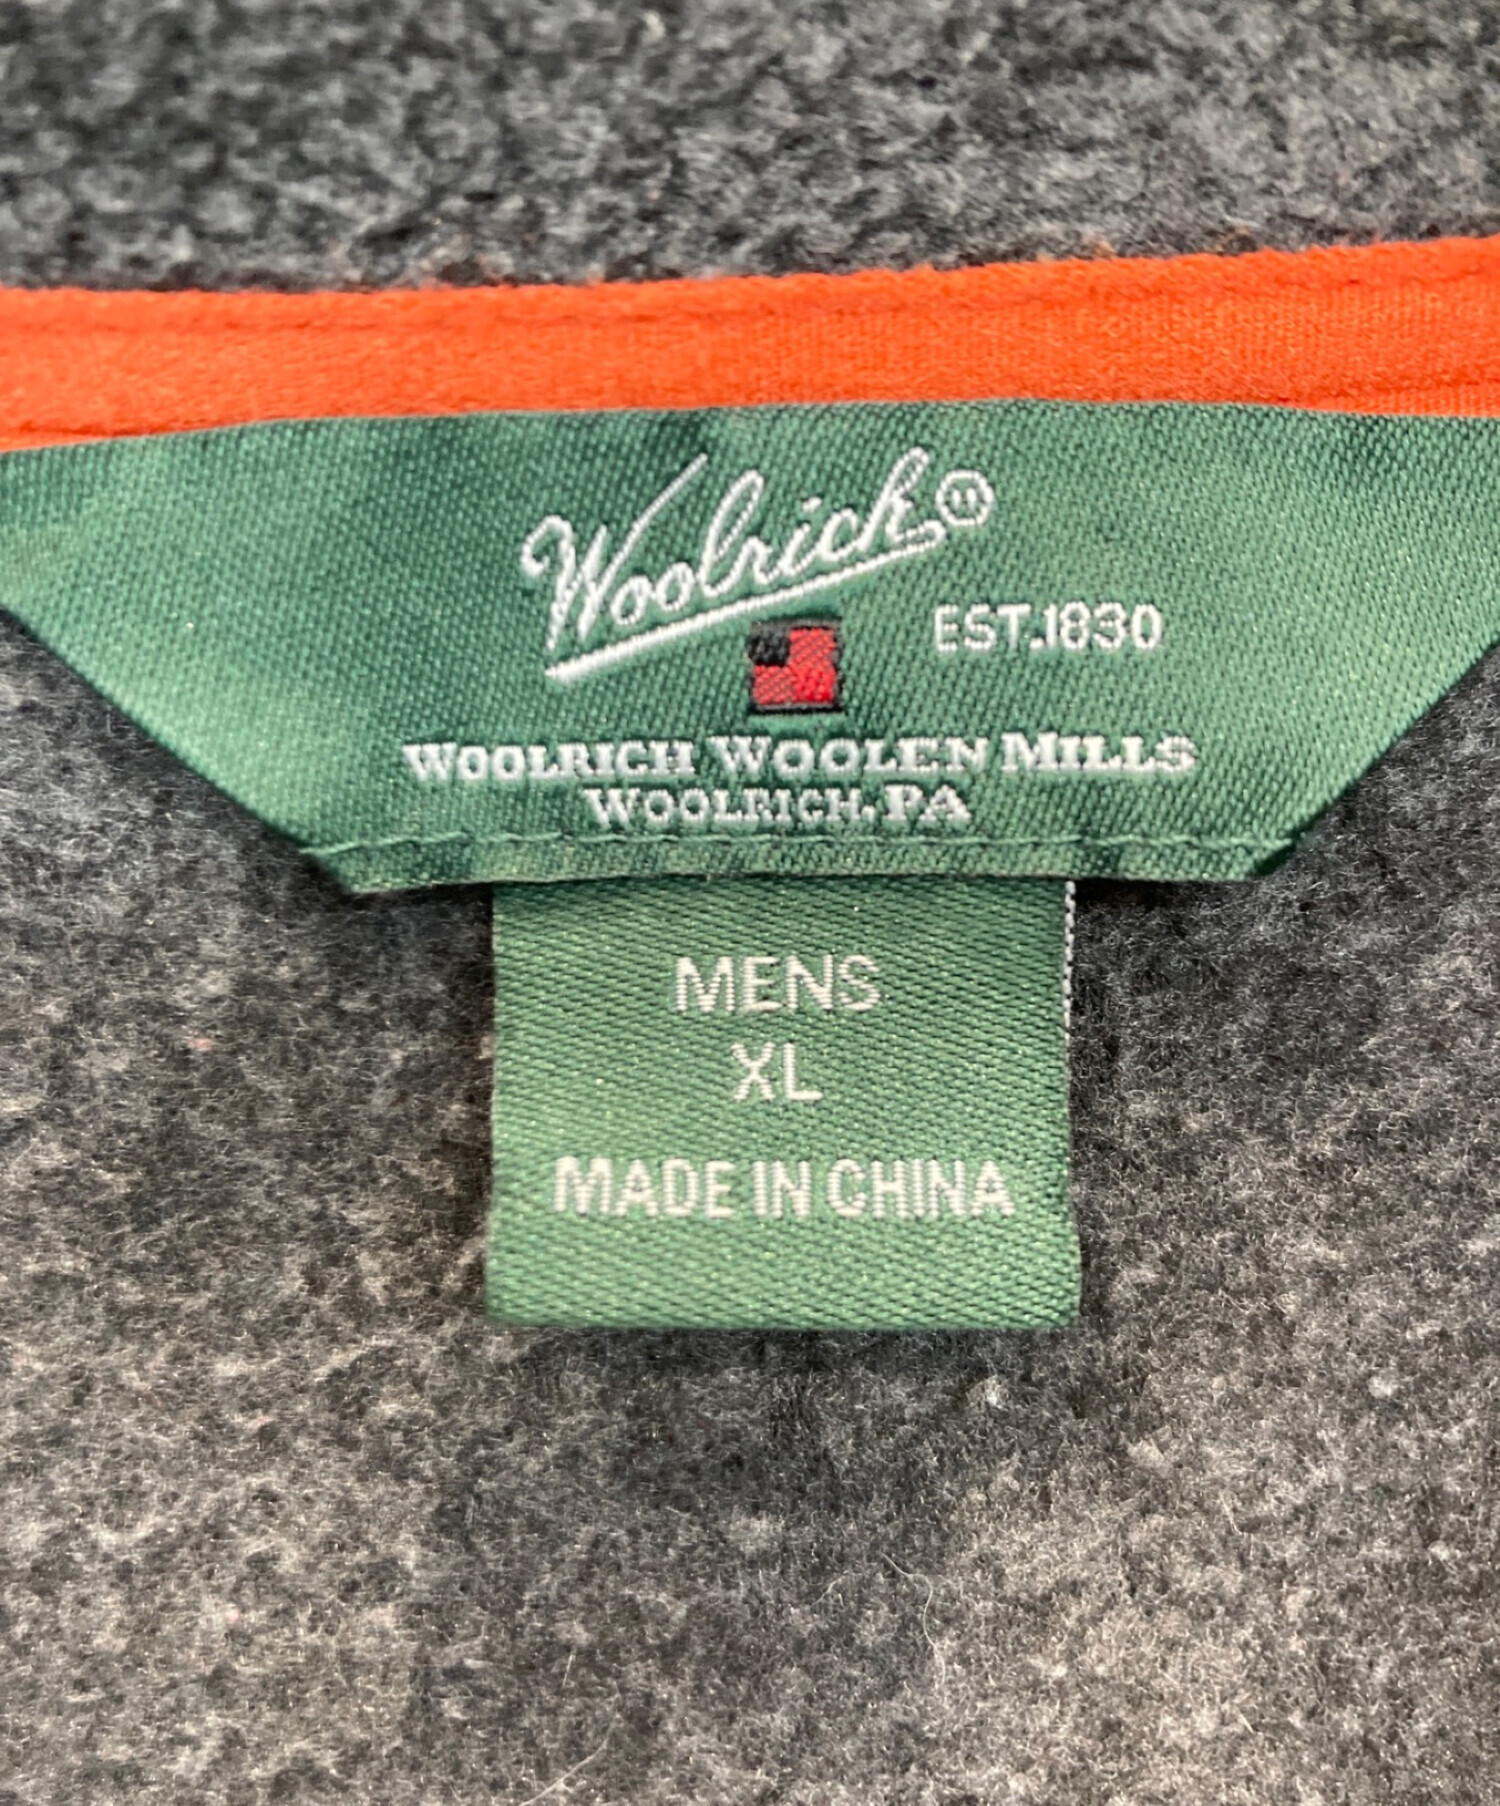 Woolrich®
EST.1830
WOOLRICH WOOLEN MILLS
WOOLRICH, PA
MENS
XL
MADE IN CHINA